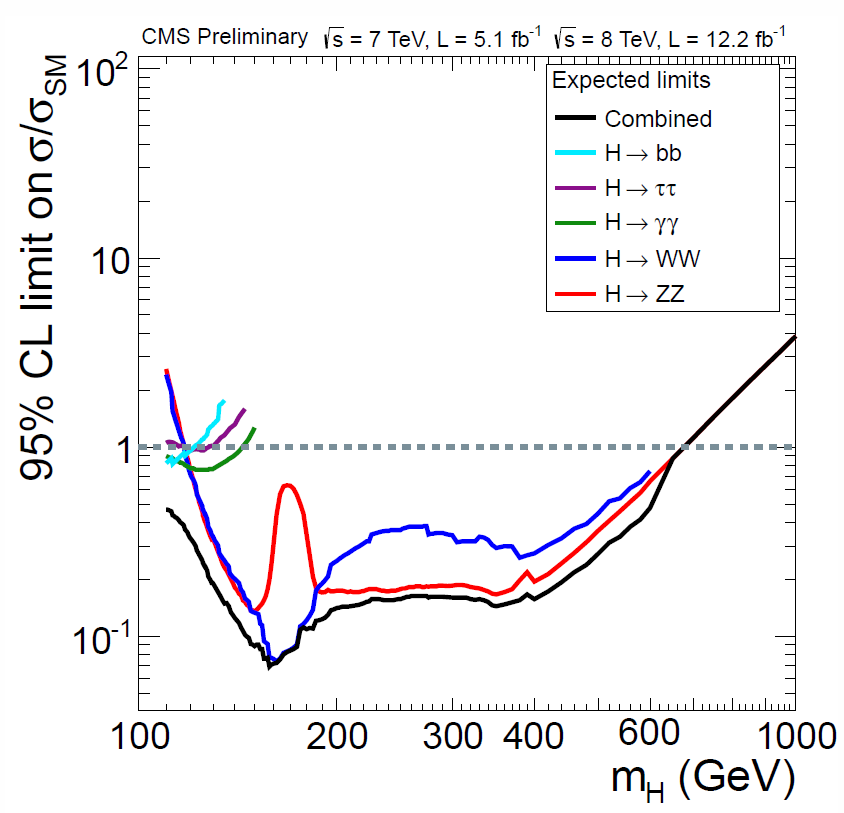 CMS Preliminary √s = 7 TeV, L = 5.1 fb⁻¹ √s = 8 TeV, L = 12.2 fb⁻¹
95% CL limit on σ/σ_SM
10²
10
1
10⁻¹
Expected limits
Combined
H → bb
H → ττ
H → γγ
H → WW
H → ZZ
100 200 300 400 600 1000
m_H (GeV)